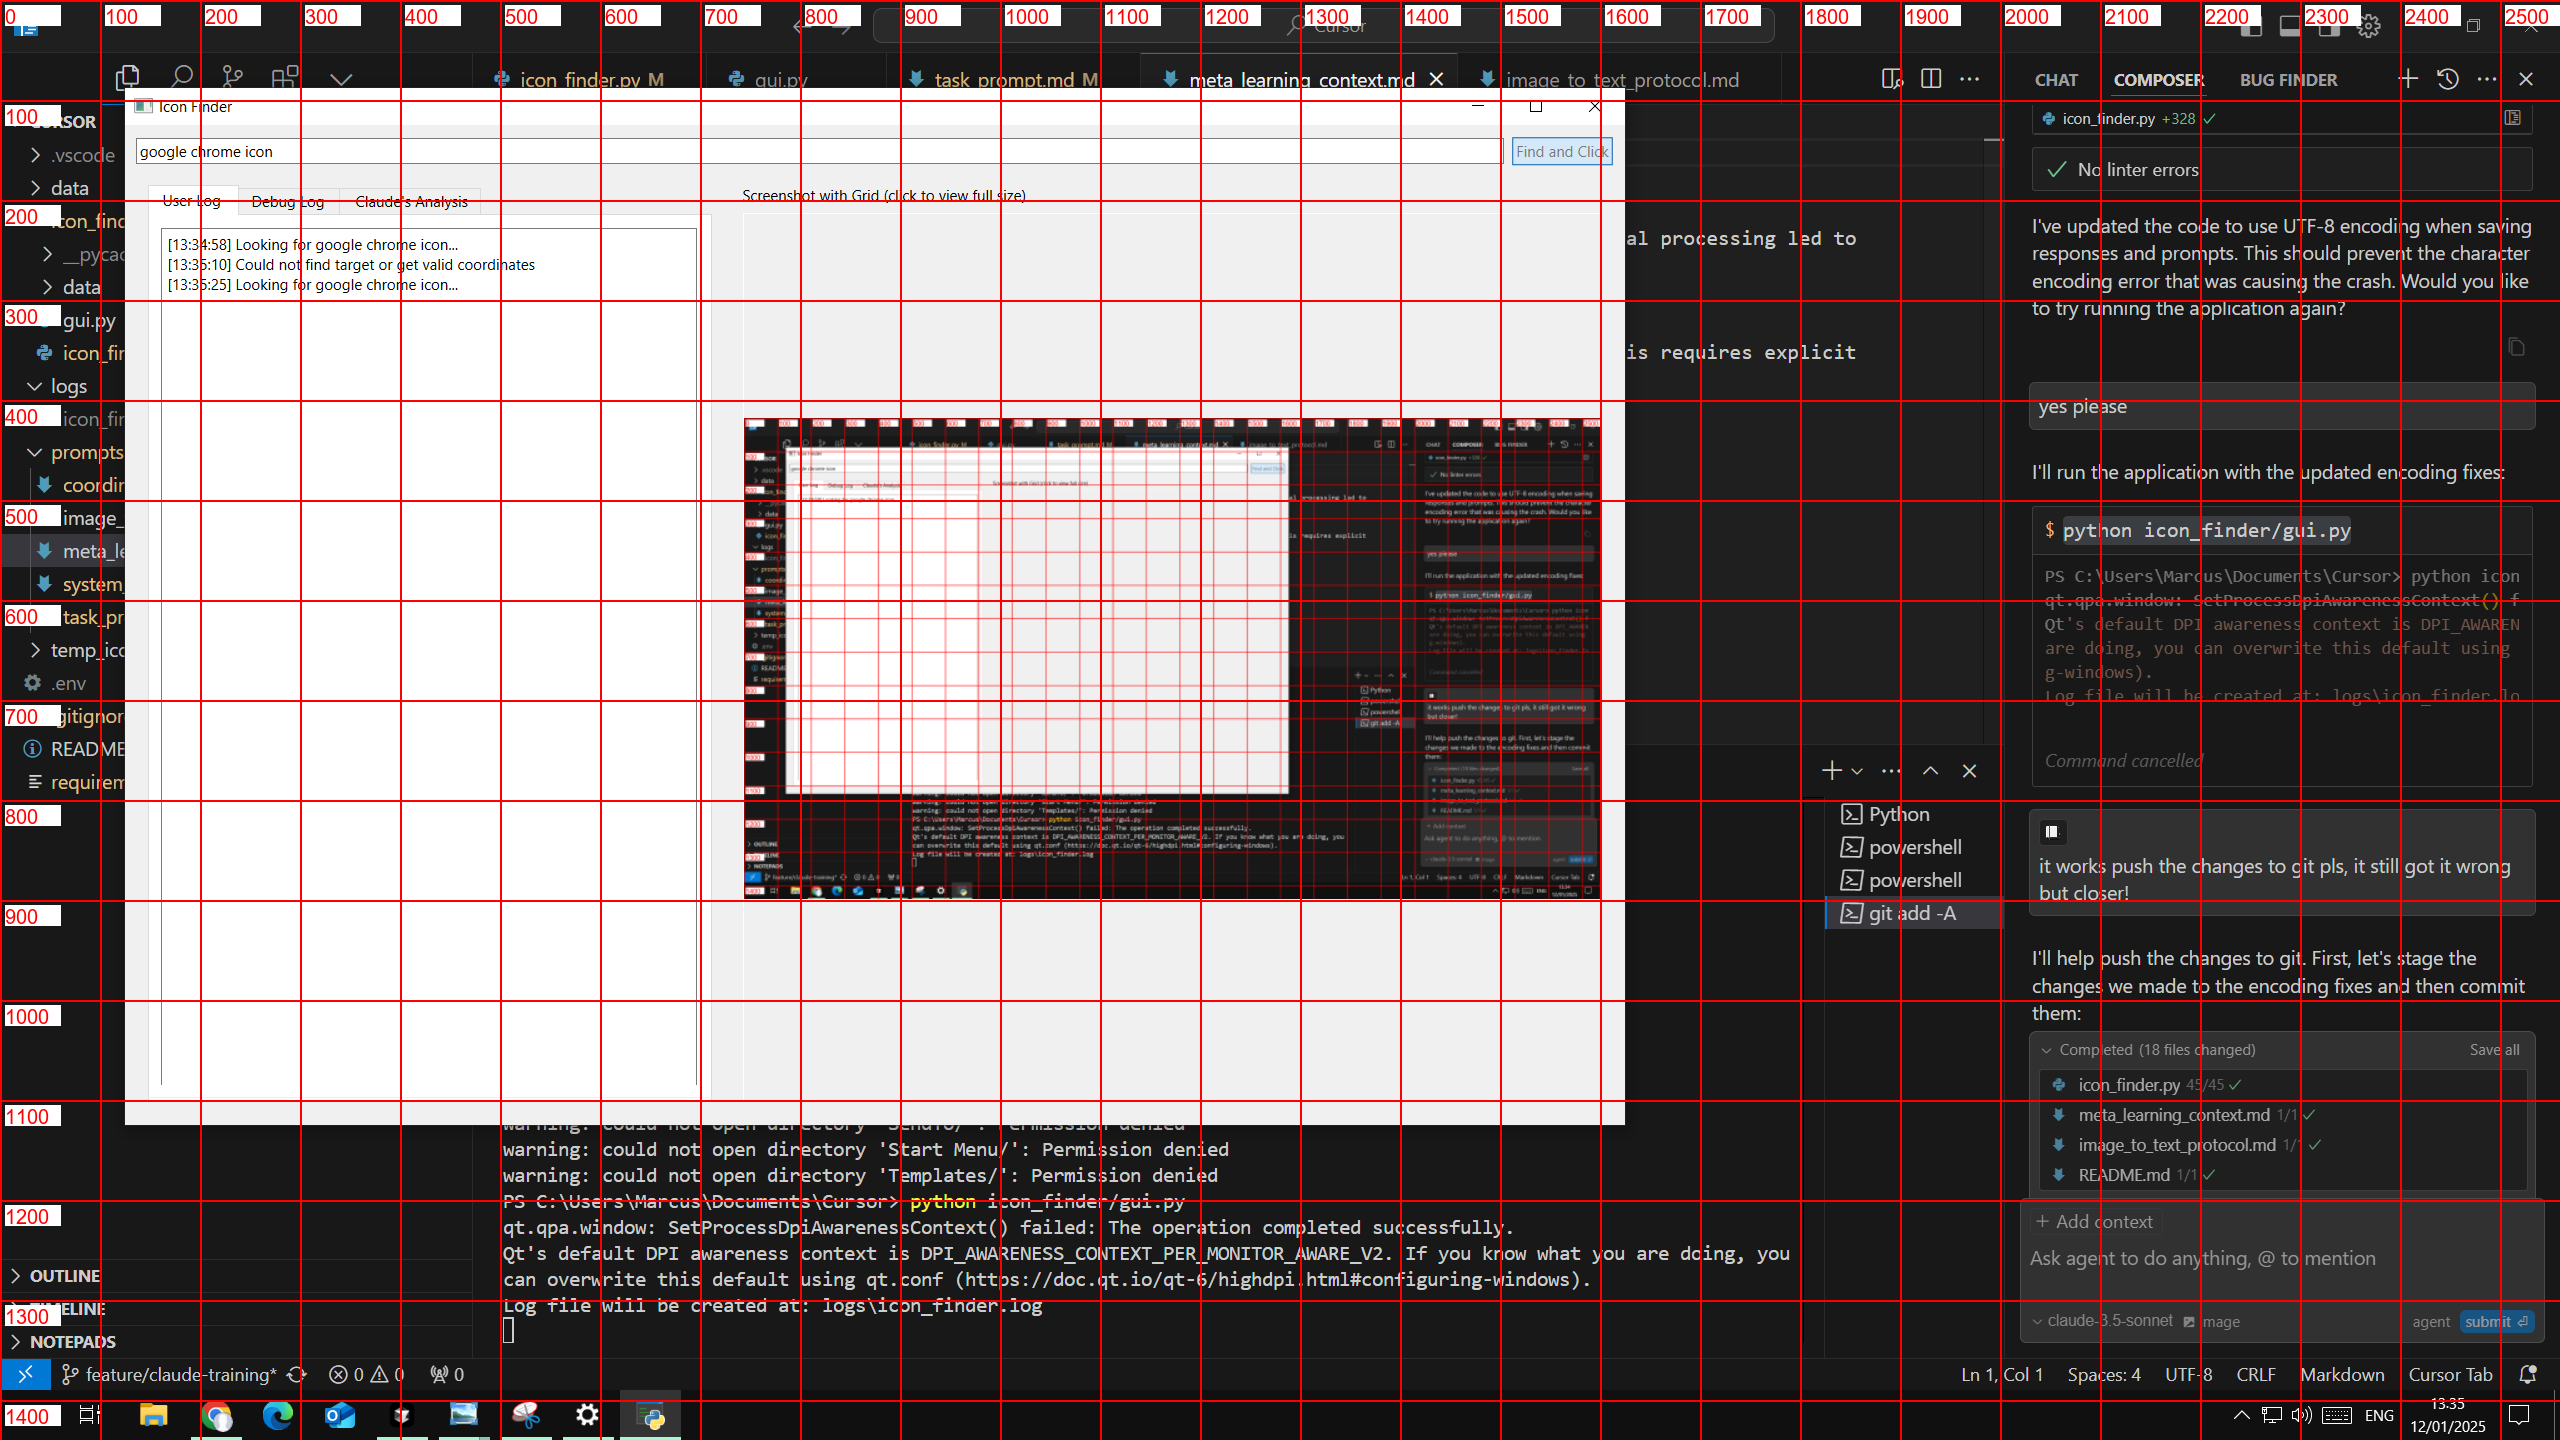 0 100 200 300 400 500 600 700 800 900 1000 1100 1200 1300 1400 1500 1600 1700 1800 1900 2000 2100 2200 2300 2400 2500
Cursor
icon_finder.py M
gui.py
task_prompt.md M
meta_learning_context.md
image_to_text_protocol.md
CHAT COMPOSER BUG FINDER
Icon Finder
google chrome icon
Find and Click
User Log
Debug Log
Claude's Analysis
Screenshot with Grid (click to view full size)
[13:34:58] Looking for google chrome icon...
[13:35:10] Could not find target or get valid coordinates
[13:35:25] Looking for google chrome icon...
100
.vscode
data
200
__pycac
data
300
gui.py
icon_fir
logs
400
icon_fir
prompts
coordir
500
image_
meta_le
system_
600
task_pr
temp_icc
.env
700
gitignor
README
requirem
800
900
1000
1100
1200
1300
1400
al processing led to
is requires explicit
Python
powershell
powershell
git add -A
warning: could not open directory 'SendTo/': Permission denied
warning: could not open directory 'Start Menu/': Permission denied
warning: could not open directory 'Templates/': Permission denied
PS C:\Users\Marcus\Documents\Cursor> python icon_finder/gui.py
qt.qpa.window: SetProcessDpiAwarenessContext() failed: The operation completed successfully.
Qt's default DPI awareness context is DPI_AWARENESS_CONTEXT_PER_MONITOR_AWARE_V2. If you know what you are doing, you
can overwrite this default using qt.conf (https://doc.qt.io/qt-6/highdpi.html#configuring-windows).
Log file will be created at: logs\icon_finder.log
OUTLINE
TIMELINE
NOTEPADS
icon_finder.py +328
No linter errors
I've updated the code to use UTF-8 encoding when saving
responses and prompts. This should prevent the character
encoding error that was causing the crash. Would you like
to try running the application again?
yes please
I'll run the application with the updated encoding fixes:
$ python icon_finder/gui.py
PS C:\Users\Marcus\Documents\Cursor> python icon
qt.qpa.window: SetProcessDpiAwarenessContext() f
Qt's default DPI awareness context is DPI_AWAREN
are doing, you can overwrite this default using
g-windows).
Log file will be created at: logs\icon_finder.lo
Command cancelled
it works push the changes to git pls, it still got it wrong
but closer!
I'll help push the changes to git. First, let's stage the
changes we made to the encoding fixes and then commit
them:
Completed (18 files changed)
Save all
icon_finder.py 45/45
meta_learning_context.md 1/1
image_to_text_protocol.md 1/1
README.md 1/1
+ Add context
Ask agent to do anything, @ to mention
claude-3.5-sonnet
image
agent
submit
feature/claude-training*
0 0
0
Ln 1, Col 1
Spaces: 4
UTF-8
CRLF
Markdown
Cursor Tab
ENG
13.35
12/01/2025